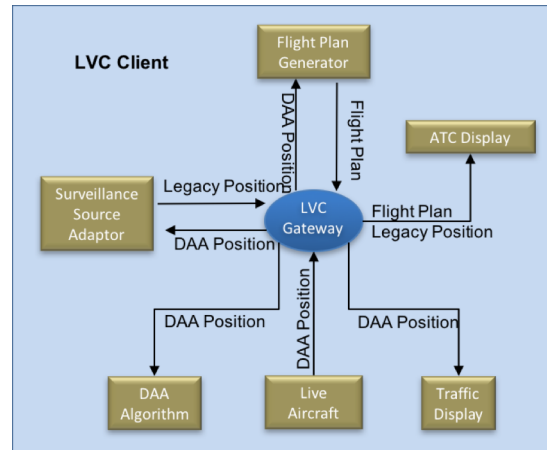 LVC Client
Flight Plan
Generator
DAA Position
Flight Plan
ATC Display
Surveillance
Source
Adaptor
Legacy Position
DAA Position
LVC
Gateway
Flight Plan
Legacy Position
DAA Position
DAA Position
DAA Position
DAA
Algorithm
Live
Aircraft
Traffic
Display